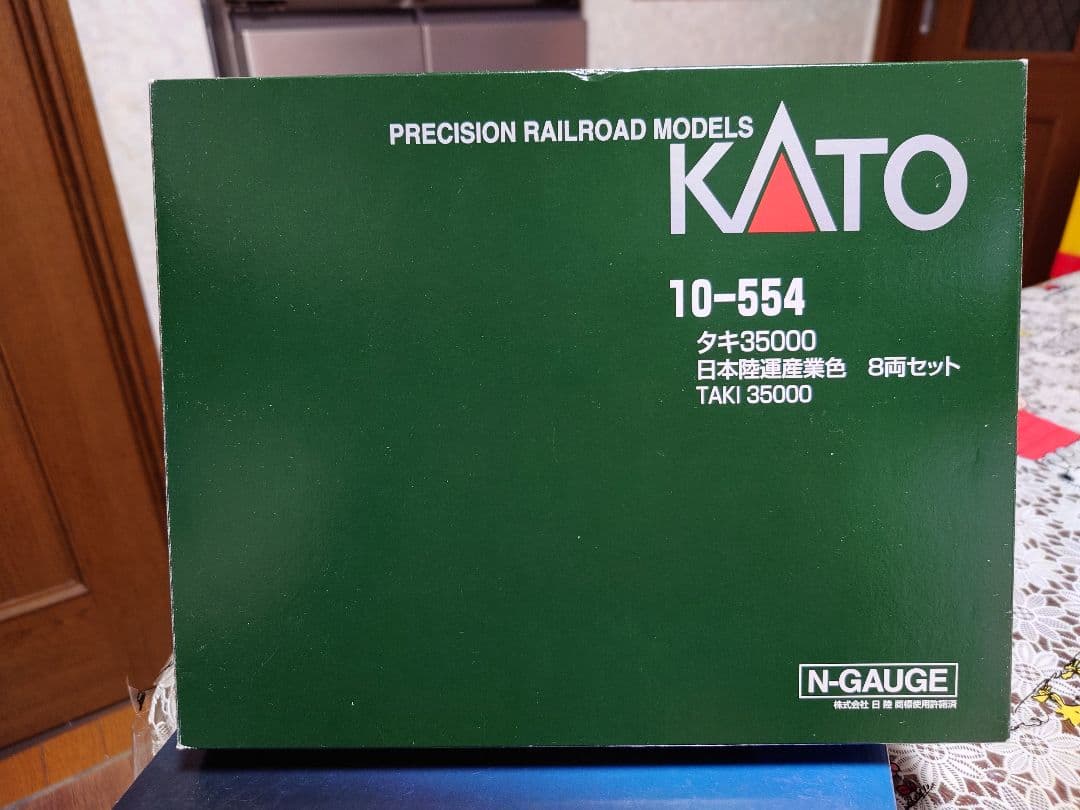 PRECISION RAILROAD MODELS
KATO
10-554
タキ35000
日本陸運産業色 8両セット
TAKI 35000
N-GAUGE
株式会社 日 陸 商標使用許諾済